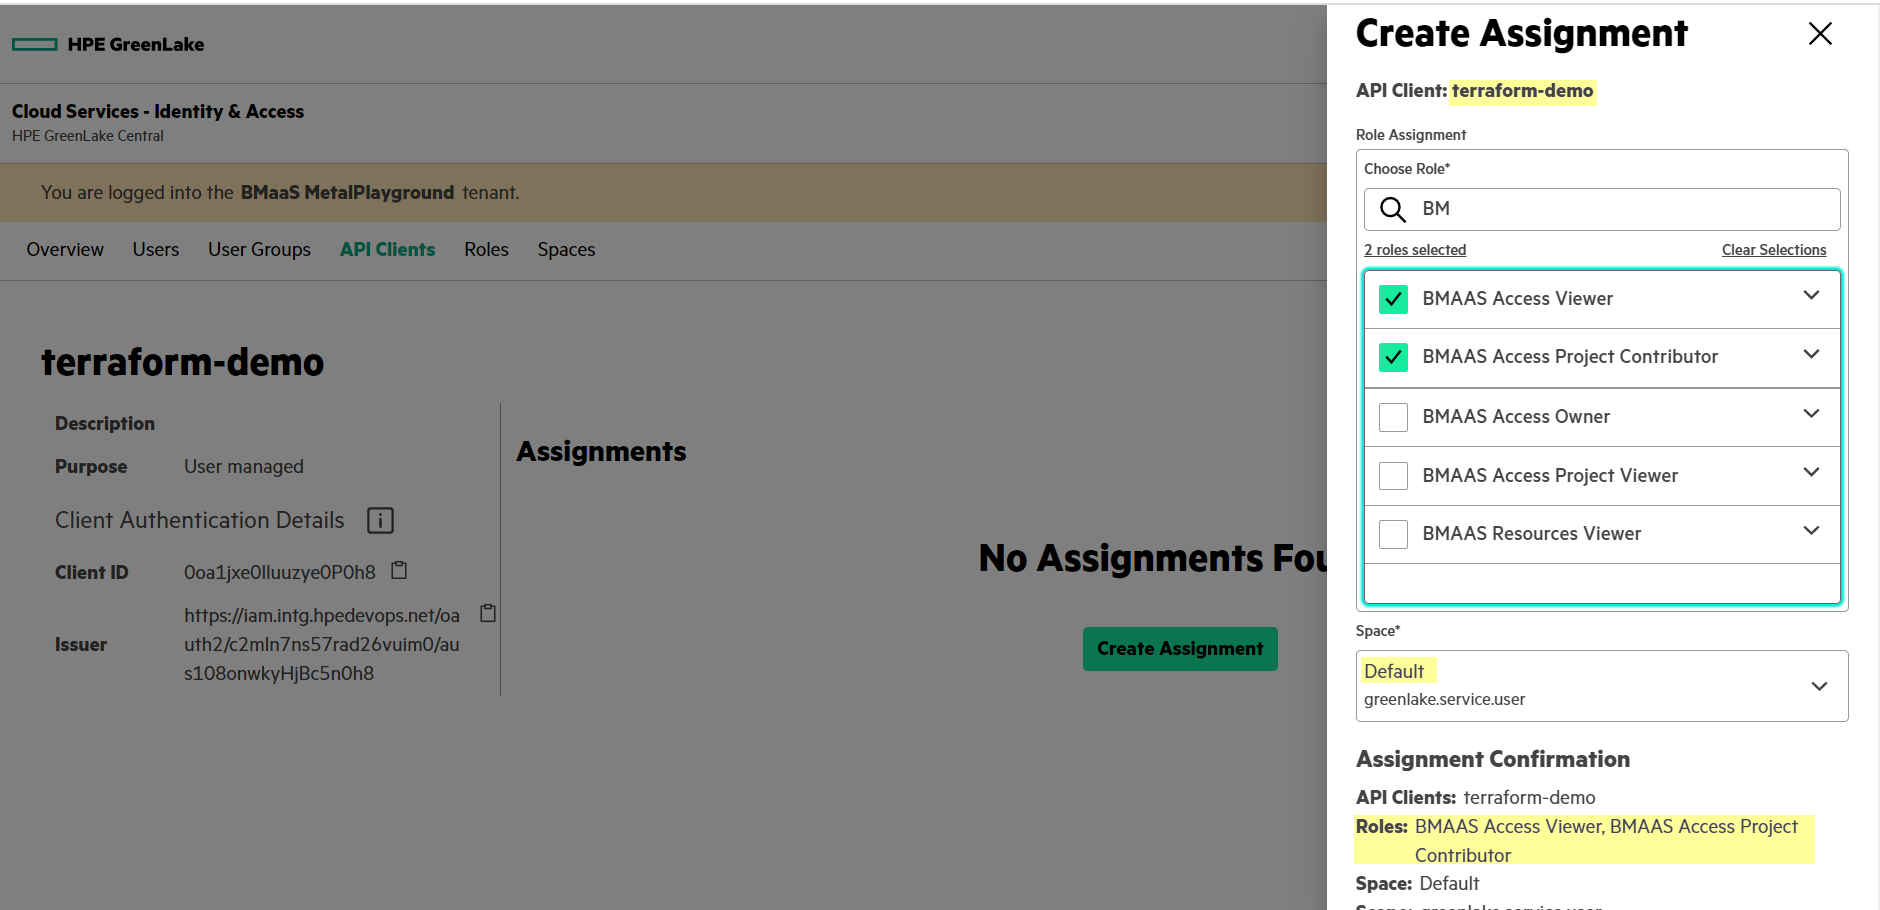 HPE GreenLake
Cloud Services - Identity & Access
HPE GreenLake Central
You are logged into the BMaaS MetalPlayground tenant.
Overview Users User Groups API Clients Roles Spaces
terraform-demo
Description
Purpose User managed
Client Authentication Details
Client ID 0oa1jxe0lluuzye0P0h8
Issuer
https://iam.intg.hpedevops.net/oa
uth2/c2mln7ns57rad26vuim0/au
s108onwkyHjBc5n0h8
Assignments
No Assignments Fou
Create Assignment
Create Assignment
API Client: terraform-demo
Role Assignment
Choose Role*
BM
2 roles selected Clear Selections
BMAAS Access Viewer
BMAAS Access Project Contributor
BMAAS Access Owner
BMAAS Access Project Viewer
BMAAS Resources Viewer
Space*
Default
greenlake.service.user
Assignment Confirmation
API Clients: terraform-demo
Roles: BMAAS Access Viewer, BMAAS Access Project
Contributor
Space: Default